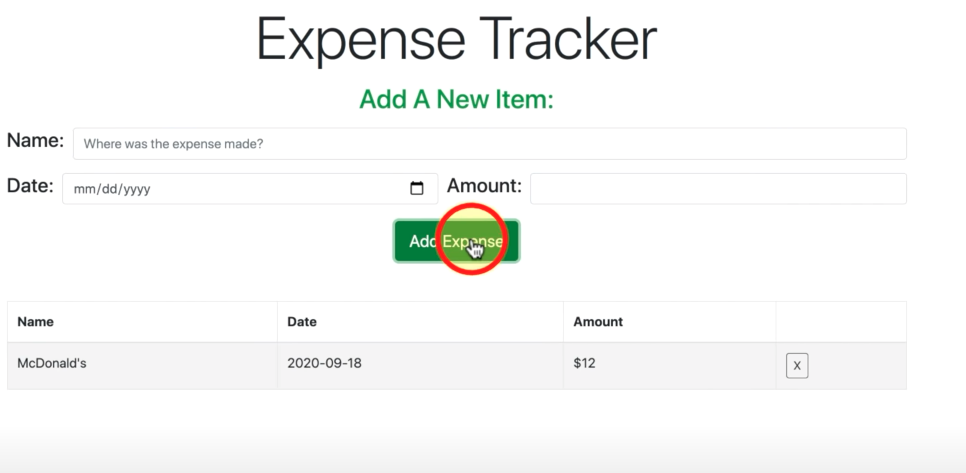 Expense Tracker
Add A New Item:
Name: Where was the expense made?
Date: mm/dd/yyyy Amount:
Add Expense
Name Date Amount
McDonald's 2020-09-18 $12 X